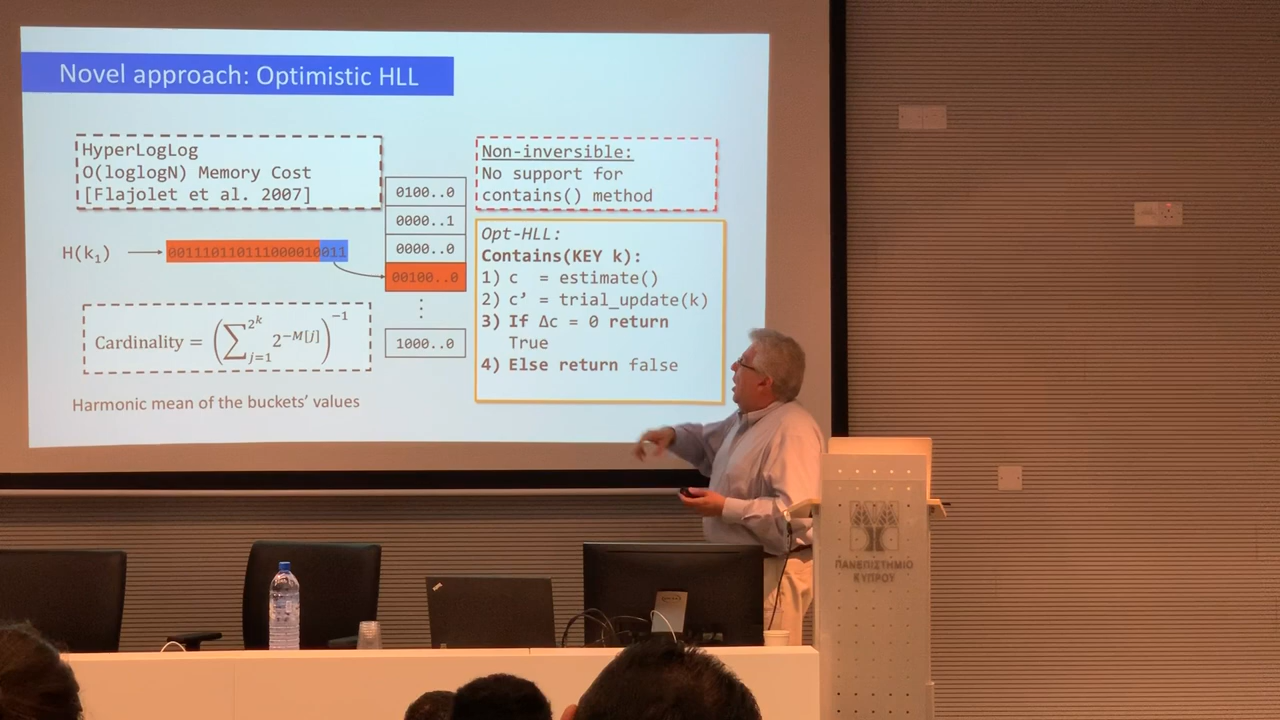 Novel approach: Optimistic HLL
HyperLogLog
O(loglogN) Memory Cost
[Flajolet et al. 2007]
H(k₁)
001110110111000010011
0100..0
0000..1
0000..0
00100..0
⋮
1000..0
Cardinality = (∑_{j=1}^{2^k} 2^{-M[j]})^{-1}
Harmonic mean of the buckets' values
Non-inversible:
No support for
contains() method
Opt-HLL:
Contains(KEY k):
1) c = estimate()
2) c’ = trial_update(k)
3) If Δc = 0 return
True
4) Else return false
ΠΑΝΕΠΙΣΤΗΜΙΟ
ΚΥΠΡΟΥ